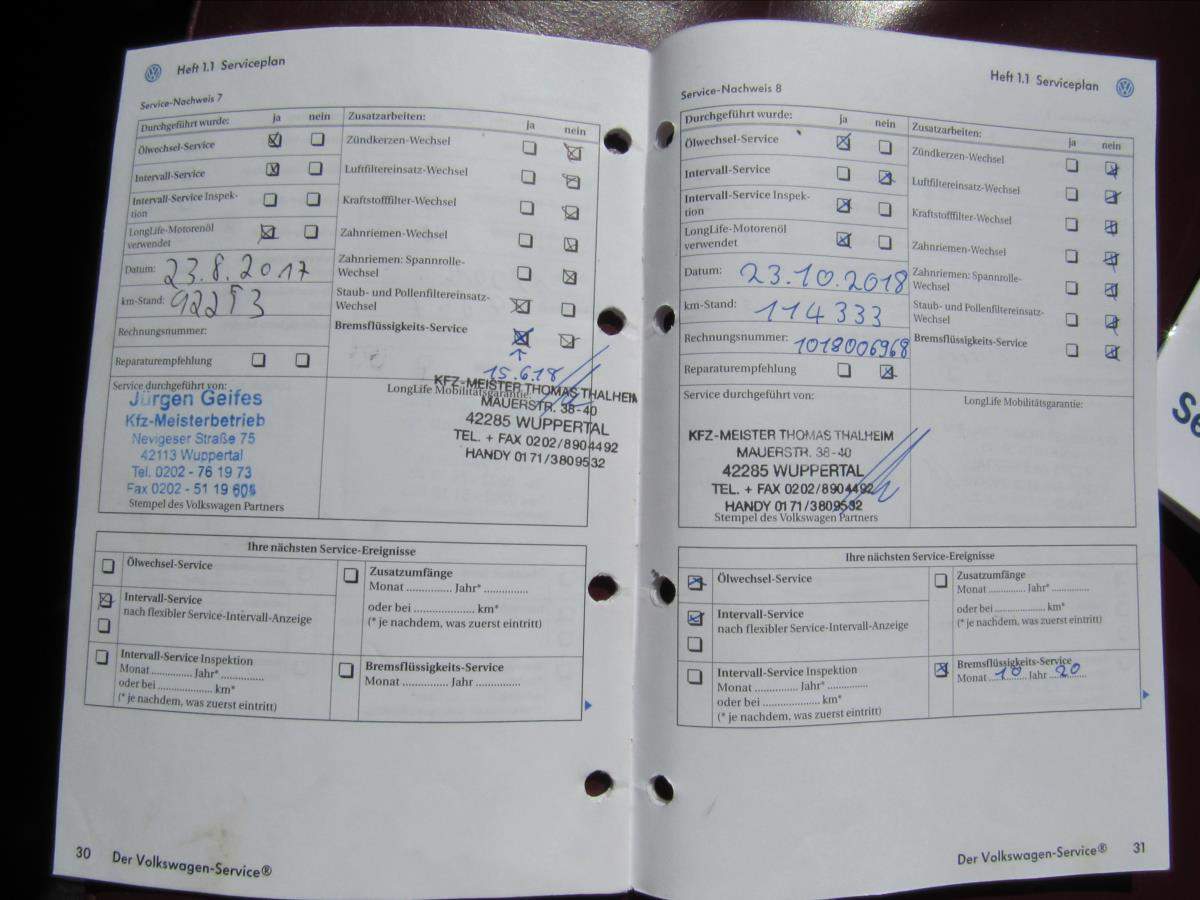 Heft 1.1 Serviceplan
Service-Nachweis 7
Durchgeführt wurde: ja nein
Ölwechsel-Service
Intervall-Service
Intervall-Service Inspek-
tion
LongLife-Motorenöl
verwendet
Datum: 23.8.2017
km-Stand: 92253
Rechnungsnummer:
Reparaturempfehlung
Zusatzarbeiten: ja nein
Zündkerzen-Wechsel
Luftfiltereinsatz-Wechsel
Kraftstofffilter-Wechsel
Zahnriemen-Wechsel
Zahnriemen: Spannrolle-
Wechsel
Staub- und Pollenfiltereinsatz-
Wechsel
Bremsflüssigkeits-Service
15.6.18
Service durchgeführt von:
Jürgen Geifes
Kfz-Meisterbetrieb
Nevigeser Straße 75
42113 Wuppertal
Tel. 0202 - 76 19 73
Fax 0202 - 51 19 605
Stempel des Volkswagen Partners
LongLife Mobilitätsgarantie:
KFZ-MEISTER THOMAS THALHEIM
MAUERSTR. 38-40
42285 WUPPERTAL
TEL. + FAX 0202/8904492
HANDY 0171/3809532
Ihre nächsten Service-Ereignisse
Ölwechsel-Service
Intervall-Service
nach flexibler Service-Intervall-Anzeige
Intervall-Service Inspektion
Monat ............. Jahr* ..............
oder bei ..................... km*
(* je nachdem, was zuerst eintritt)
Zusatzumfänge
Monat .............. Jahr* ..............
oder bei .................... km*
(* je nachdem, was zuerst eintritt)
Bremsflüssigkeits-Service
Monat .............. Jahr ..............
30 Der Volkswagen-Service®
Heft 1.1 Serviceplan
Service-Nachweis 8
Durchgeführt wurde: ja nein
Ölwechsel-Service
Intervall-Service
Intervall-Service Inspek-
tion
LongLife-Motorenöl
verwendet
Datum: 23.10.2018
km-Stand: 114333
Rechnungsnummer: 1018006968
Reparaturempfehlung
Zusatzarbeiten: ja nein
Zündkerzen-Wechsel
Luftfiltereinsatz-Wechsel
Kraftstofffilter-Wechsel
Zahnriemen-Wechsel
Zahnriemen: Spannrolle-
Wechsel
Staub- und Pollenfiltereinsatz-
Wechsel
Bremsflüssigkeits-Service
Service durchgeführt von:
KFZ-MEISTER THOMAS THALHEIM
MAUERSTR. 38-40
42285 WUPPERTAL
TEL. + FAX 0202/8904492
HANDY 0171/3809532
Stempel des Volkswagen Partners
LongLife Mobilitätsgarantie:
Ihre nächsten Service-Ereignisse
Ölwechsel-Service
Intervall-Service
nach flexibler Service-Intervall-Anzeige
Intervall-Service Inspektion
Monat ............. Jahr* ..............
oder bei .................... km*
(* je nachdem, was zuerst eintritt)
Zusatzumfänge
Monat ............. Jahr* ..............
oder bei .................... km*
(* je nachdem, was zuerst eintritt)
Bremsflüssigkeits-Service
Monat 10 Jahr 20
Der Volkswagen-Service® 31